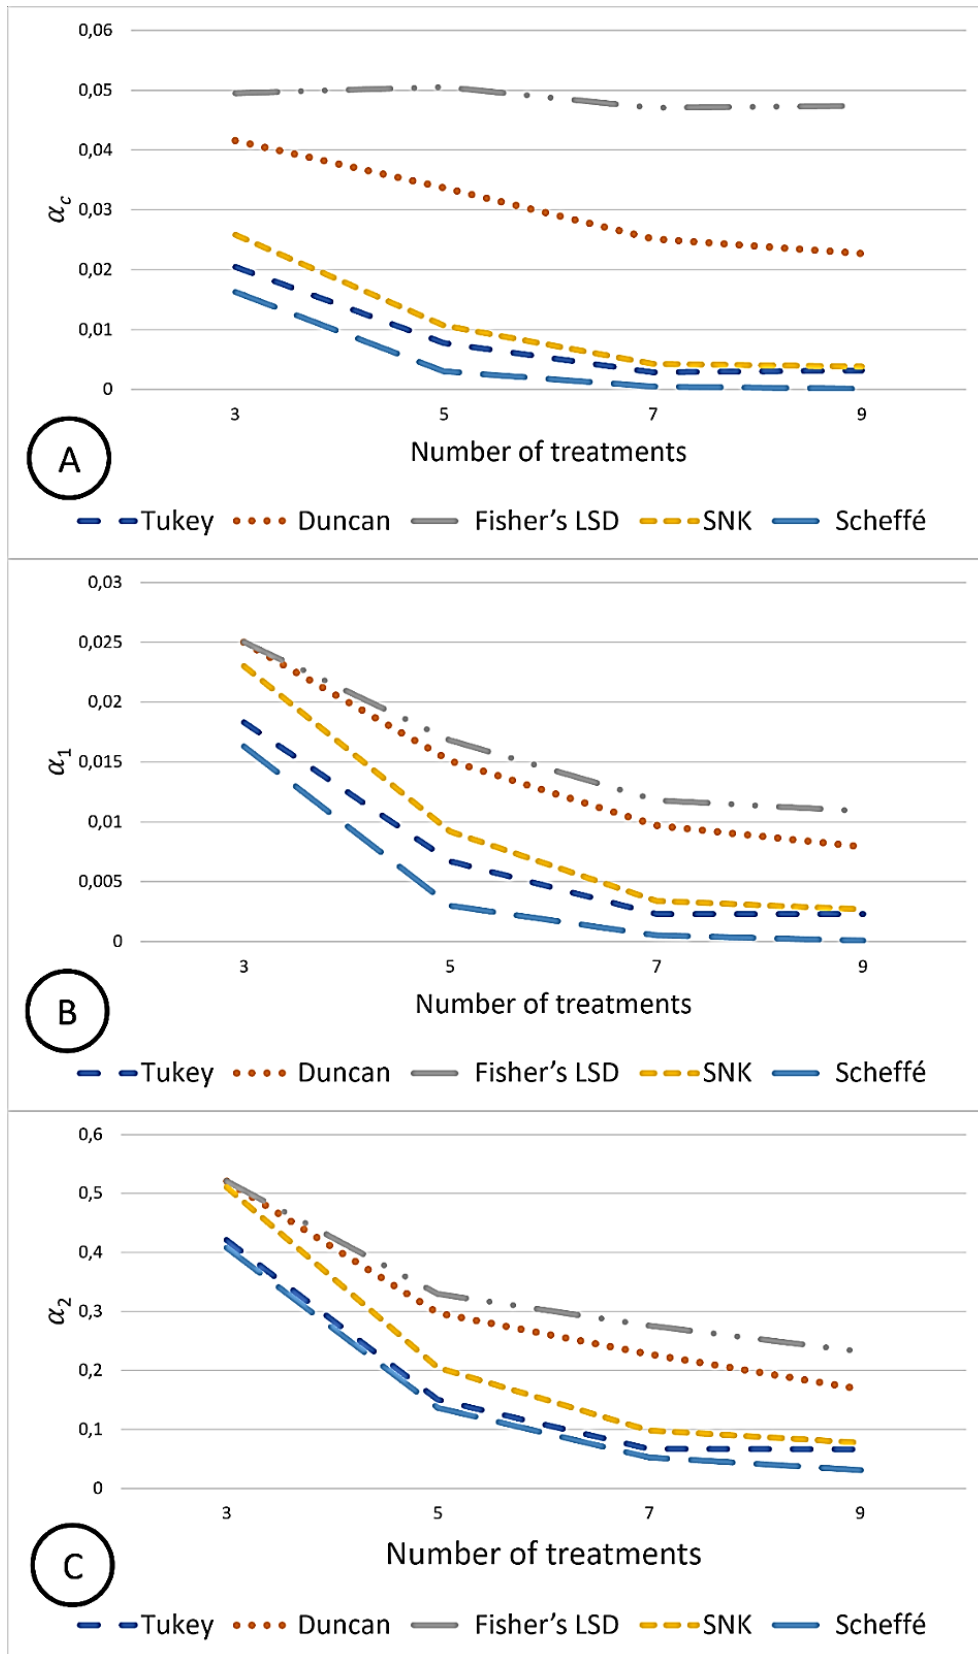 0,06
0,05
0,04
0,03
0,02
0,01
0
αc
3 5 7 9
Number of treatments
A
Tukey Duncan Fisher's LSD SNK Scheffé
0,03
0,025
0,02
0,015
0,01
0,005
0
α1
3 5 7 9
Number of treatments
B
Tukey Duncan Fisher's LSD SNK Scheffé
0,6
0,5
0,4
0,3
0,2
0,1
0
α2
3 5 7 9
Number of treatments
C
Tukey Duncan Fisher's LSD SNK Scheffé